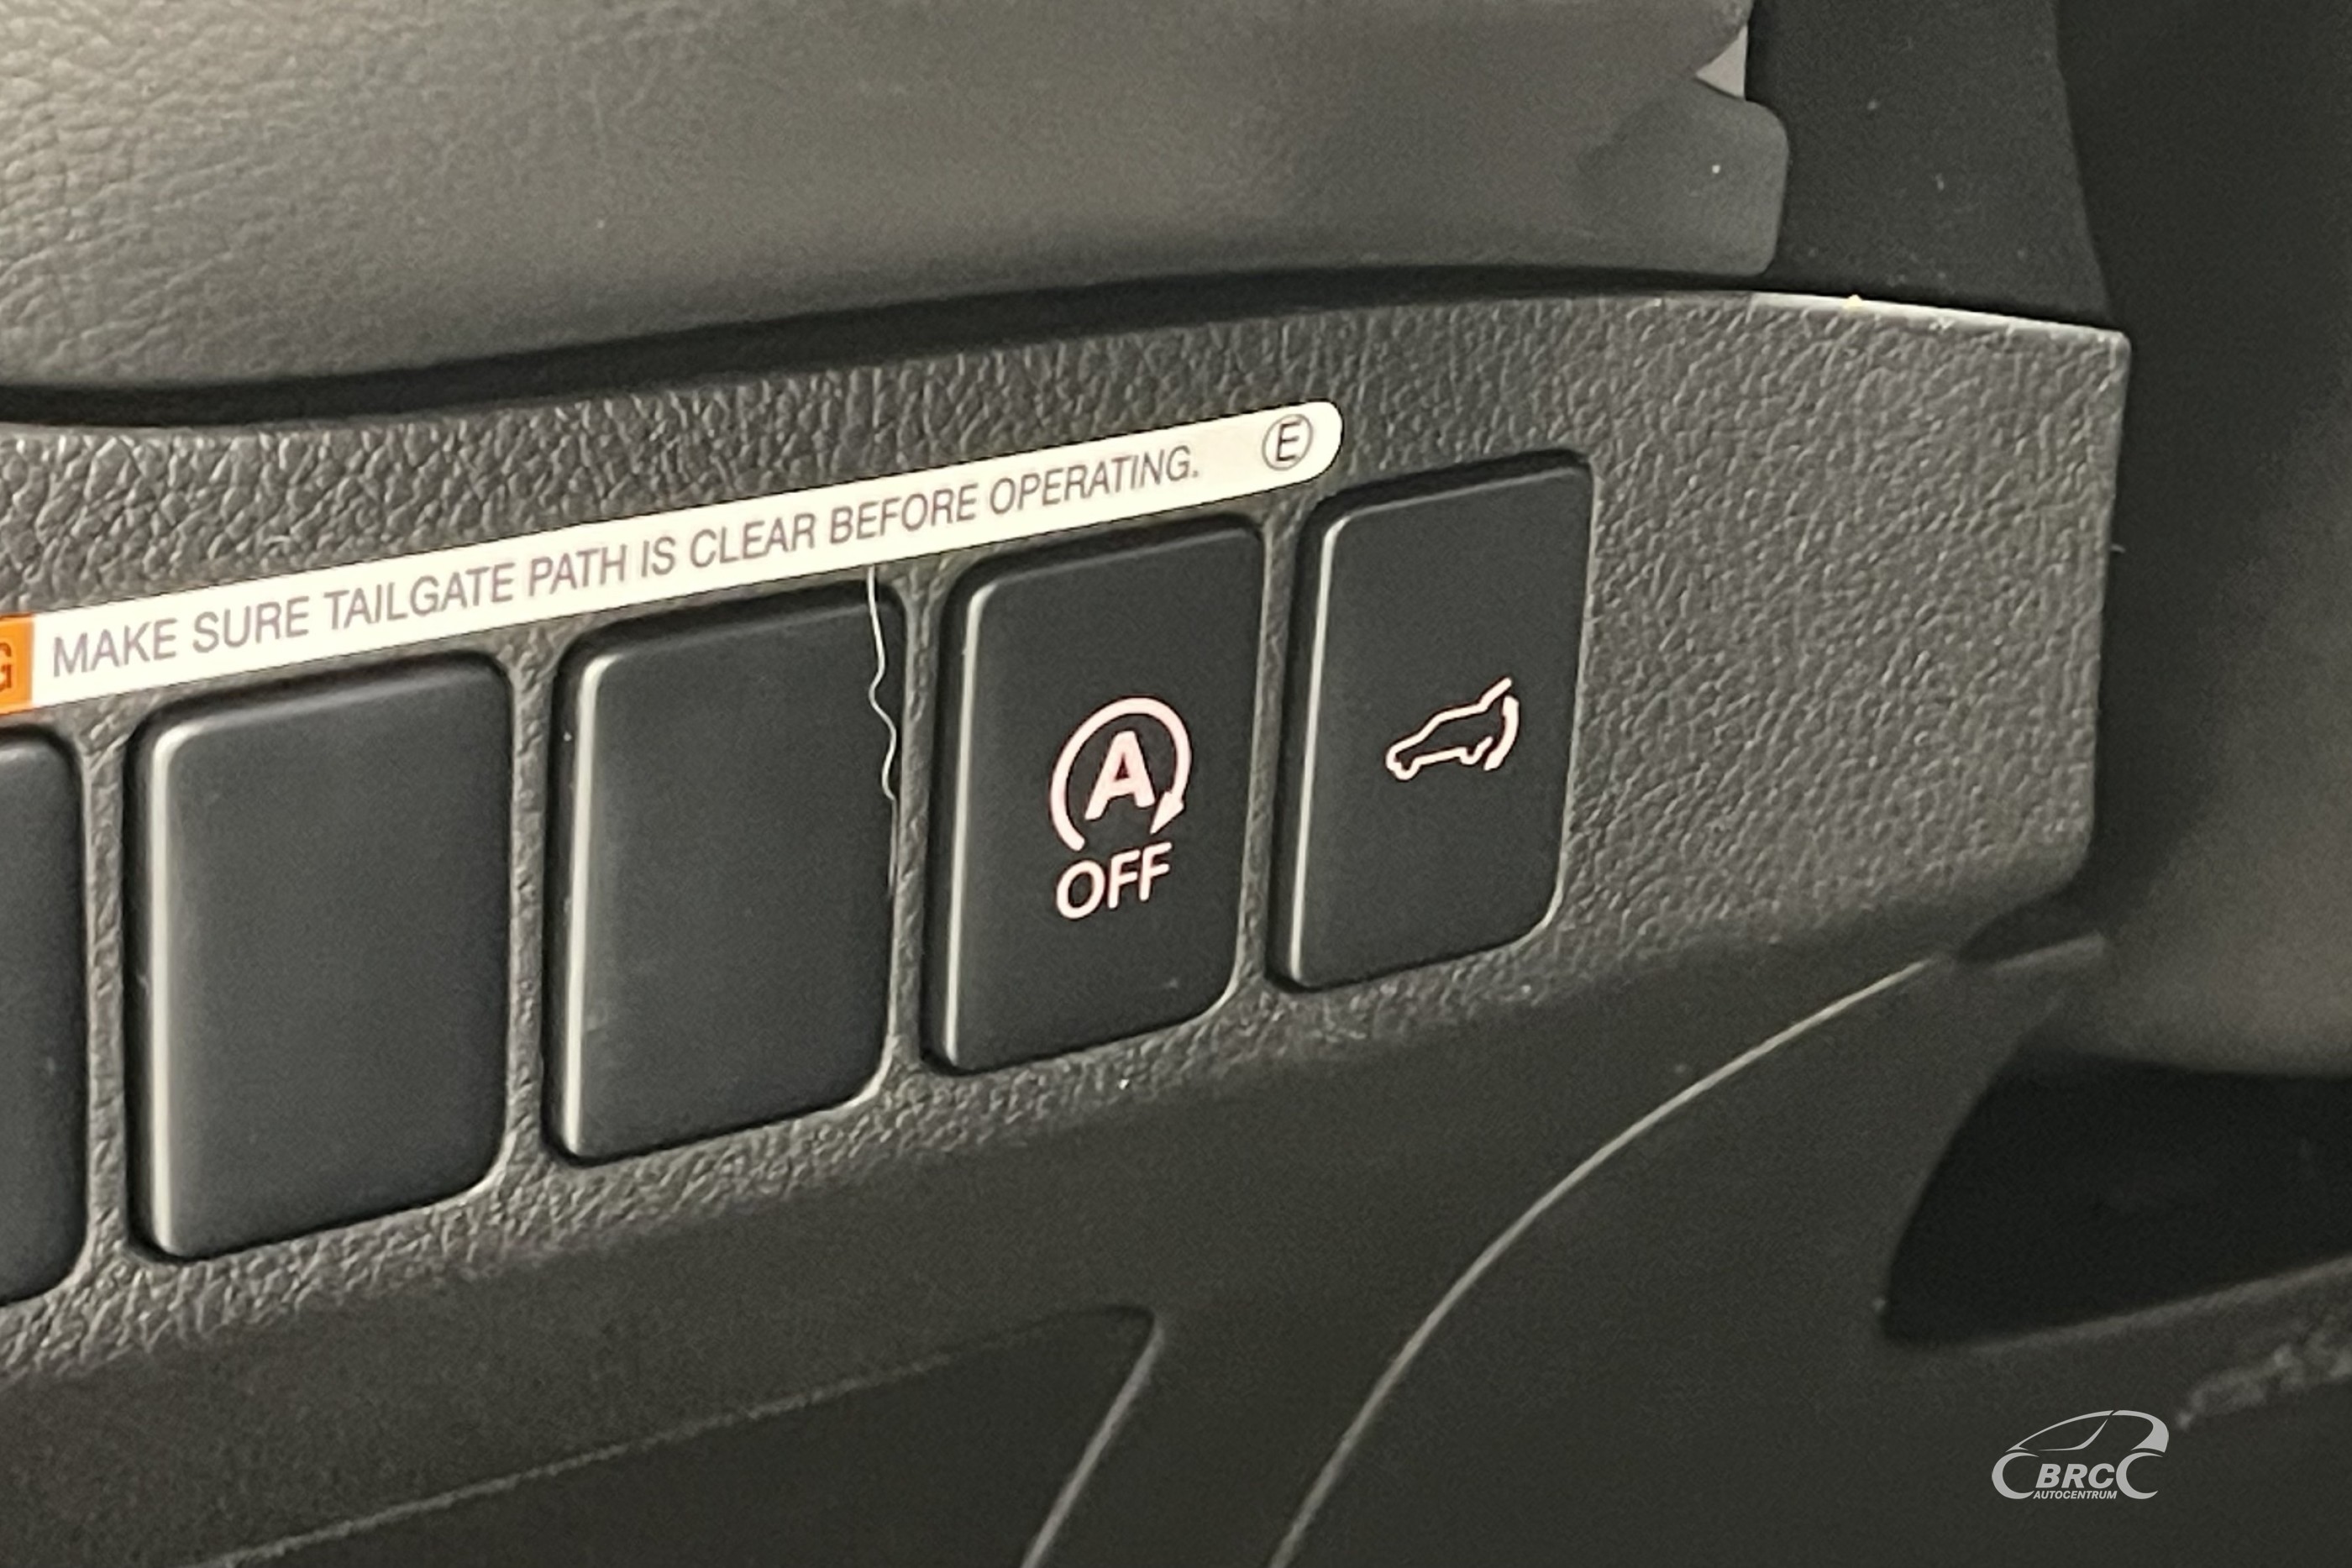 G MAKE SURE TAILGATE PATH IS CLEAR BEFORE OPERATING. E
A
OFF
BRC
AUTOCENTRUM